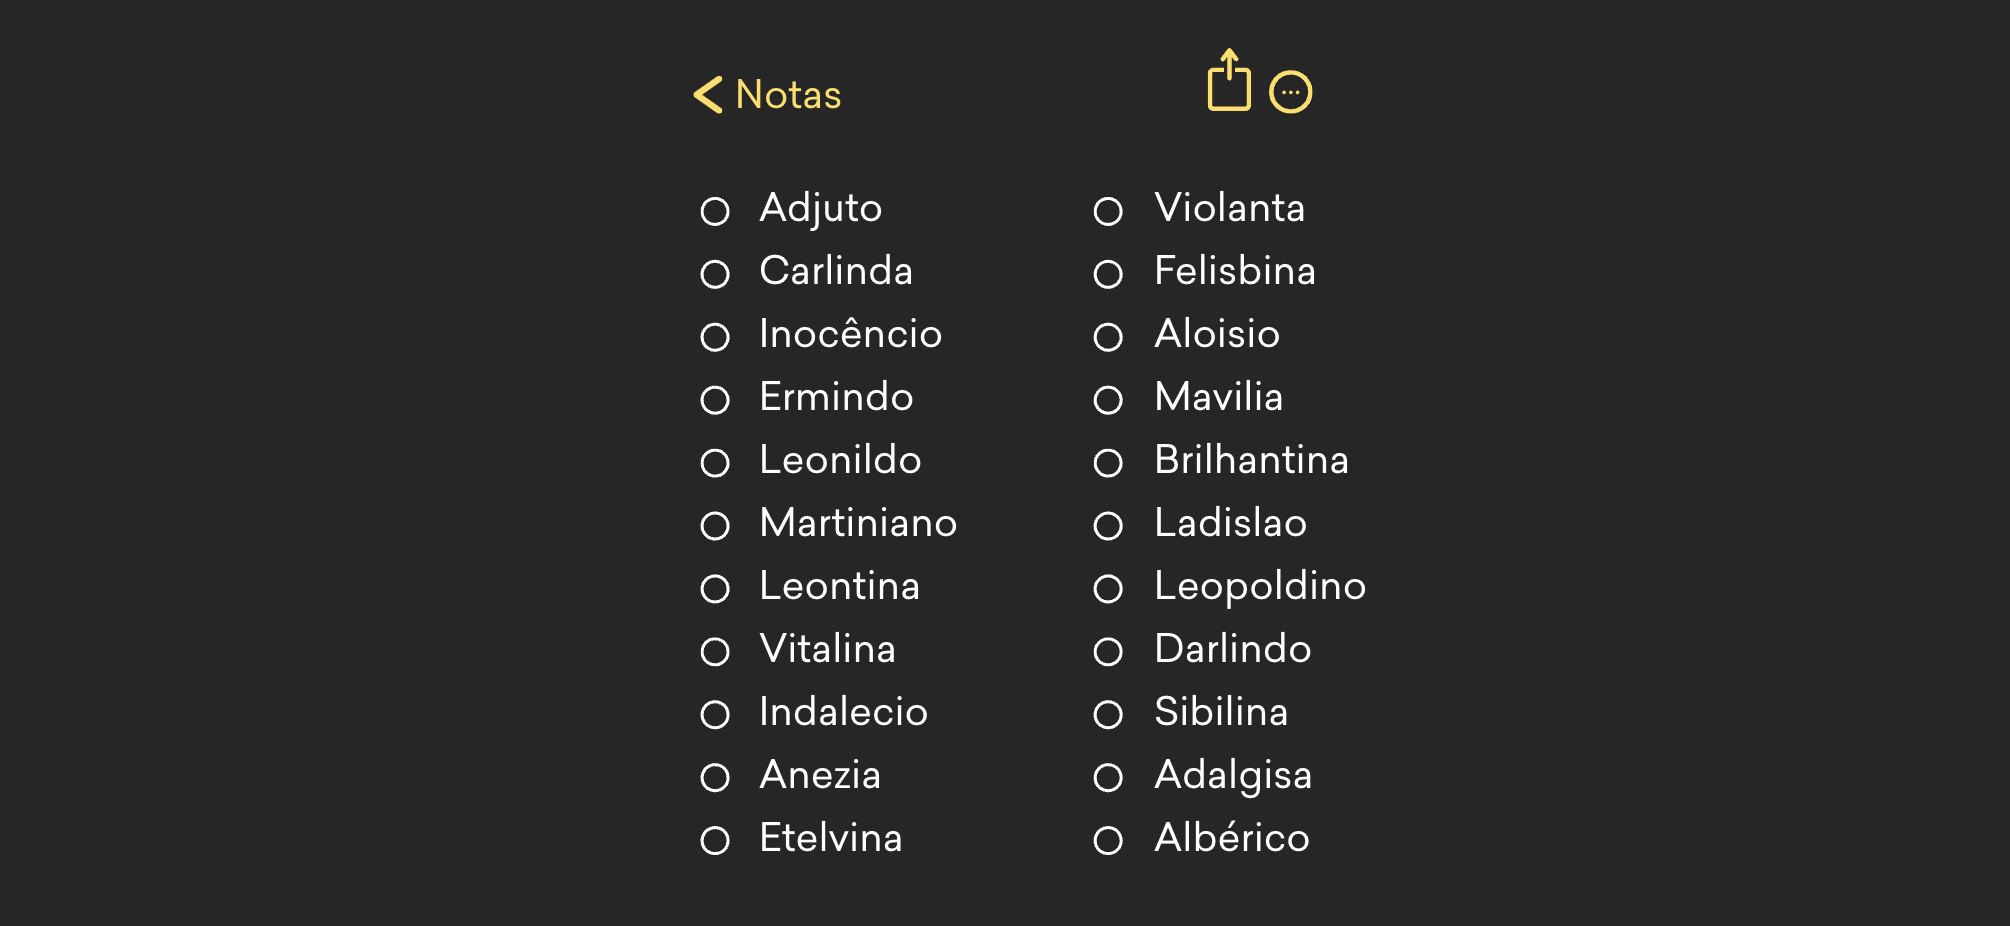 Notas
Adjuto
Carlinda
Inocêncio
Ermindo
Leonildo
Martiniano
Leontina
Vitalina
Indalecio
Anezia
Etelvina
Violanta
Felisbina
Aloisio
Mavilia
Brilhantina
Ladislao
Leopoldino
Darlindo
Sibilina
Adalgisa
Albérico